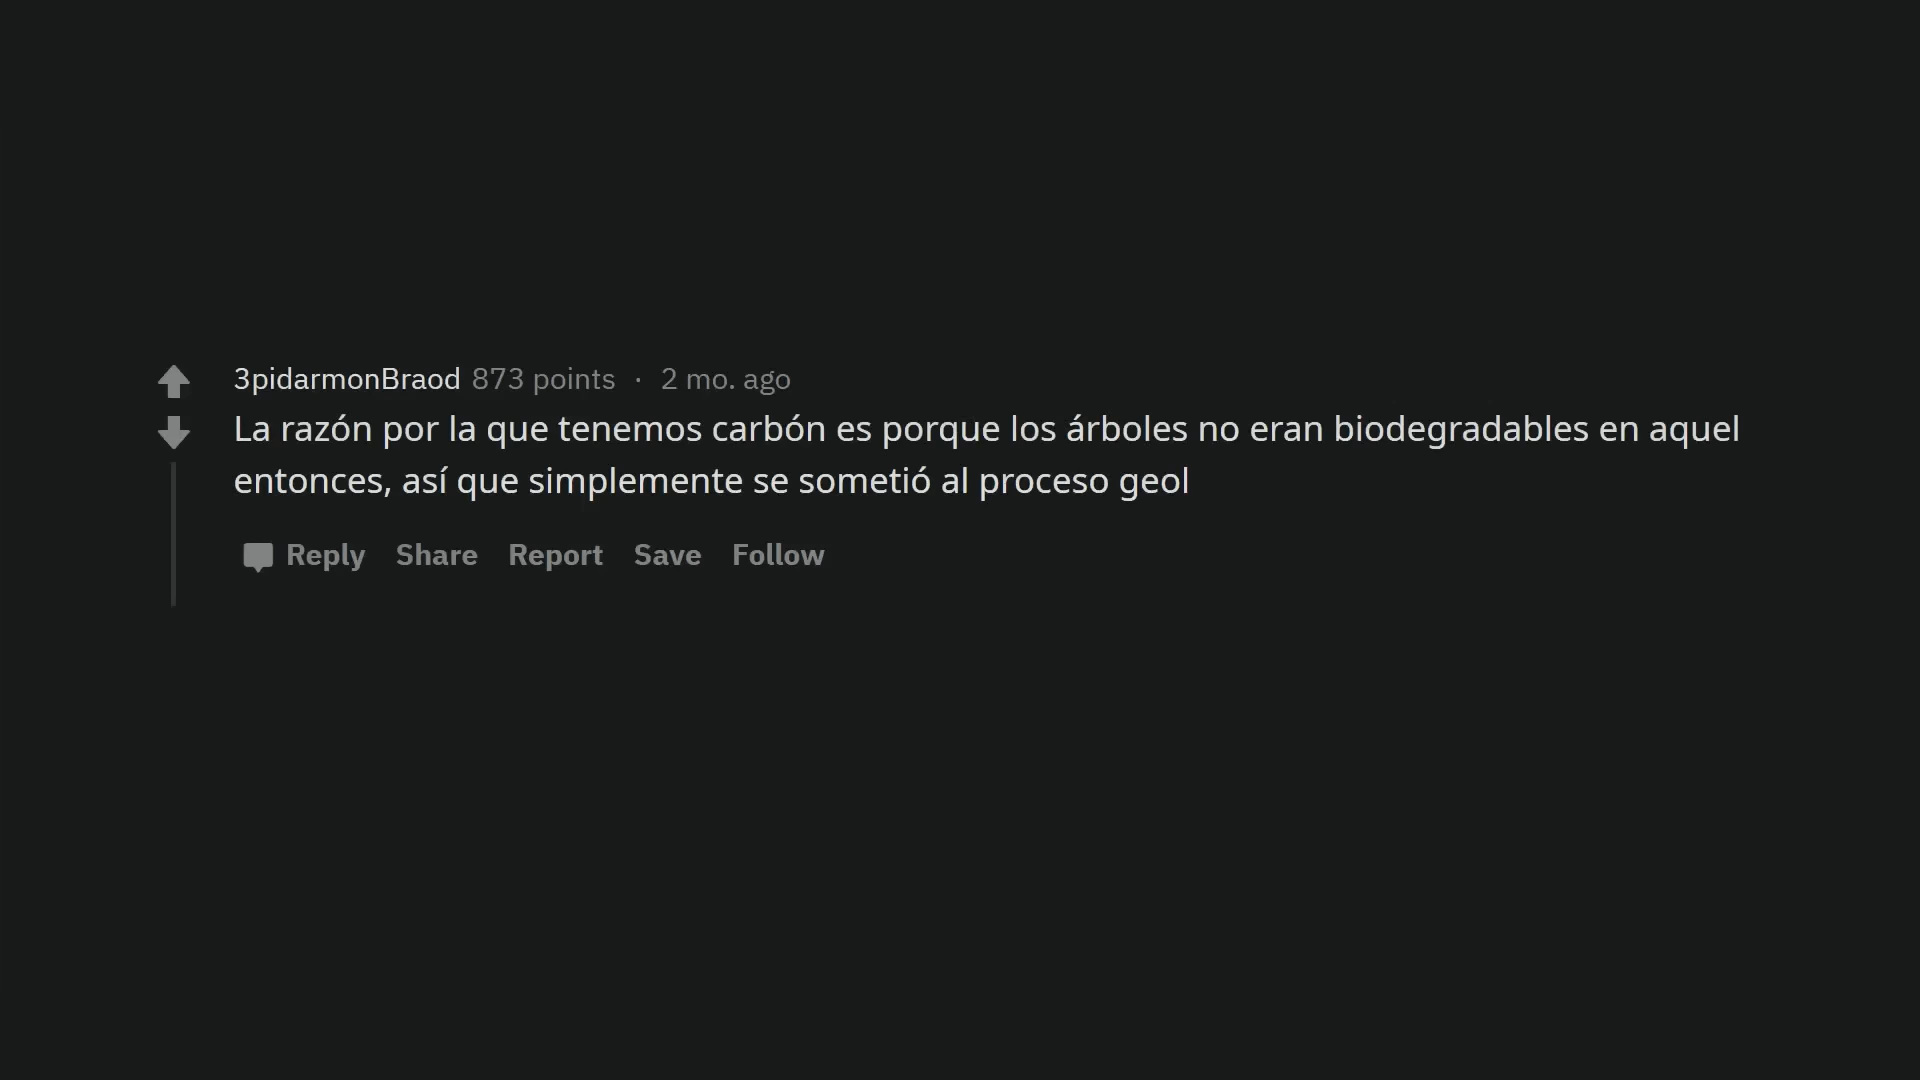 3pidarmonBraod 873 points · 2 mo. ago
La razón por la que tenemos carbón es porque los árboles no eran biodegradables en aquel
entonces, así que simplemente se sometió al proceso geol
Reply Share Report Save Follow